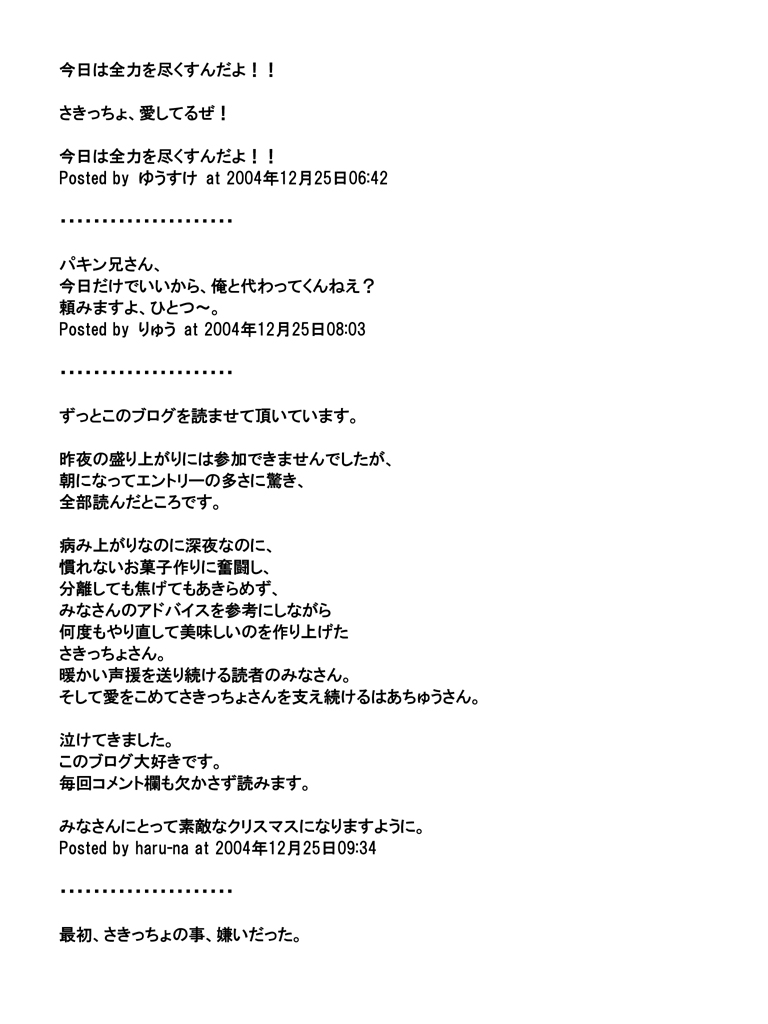 今日は全力を尽くすんだよ！！
さきっちょ、愛してるぜ！
今日は全力を尽くすんだよ！！
Posted by ゆうすけ at 2004年12月25日06:42
・・・・・・・・・・・・・・・・・・・・・
パキン兄さん、
今日だけでいいから、俺と代わってくんねえ？
頼みますよ、ひとつ～。
Posted by りゅう at 2004年12月25日08:03
・・・・・・・・・・・・・・・・・・・・・
ずっとこのブログを読ませて頂いています。
昨夜の盛り上がりには参加できませんでしたが、
朝になってエントリーの多さに驚き、
全部読んだところです。
病み上がりなのに深夜なのに、
慣れないお菓子作りに奮闘し、
分離しても焦げてもあきらめず、
みなさんのアドバイスを参考にしながら
何度もやり直して美味しいのを作り上げた
さきっちょさん。
暖かい声援を送り続ける読者のみなさん。
そして愛をこめてさきっちょさんを支え続けるはあちゅうさん。
泣けてきました。
このブログ大好きです。
毎回コメント欄も欠かさず読みます。
みなさんにとって素敵なクリスマスになりますように。
Posted by haru-na at 2004年12月25日09:34
・・・・・・・・・・・・・・・・・・・・・
最初、さきっちょの事、嫌いだった。